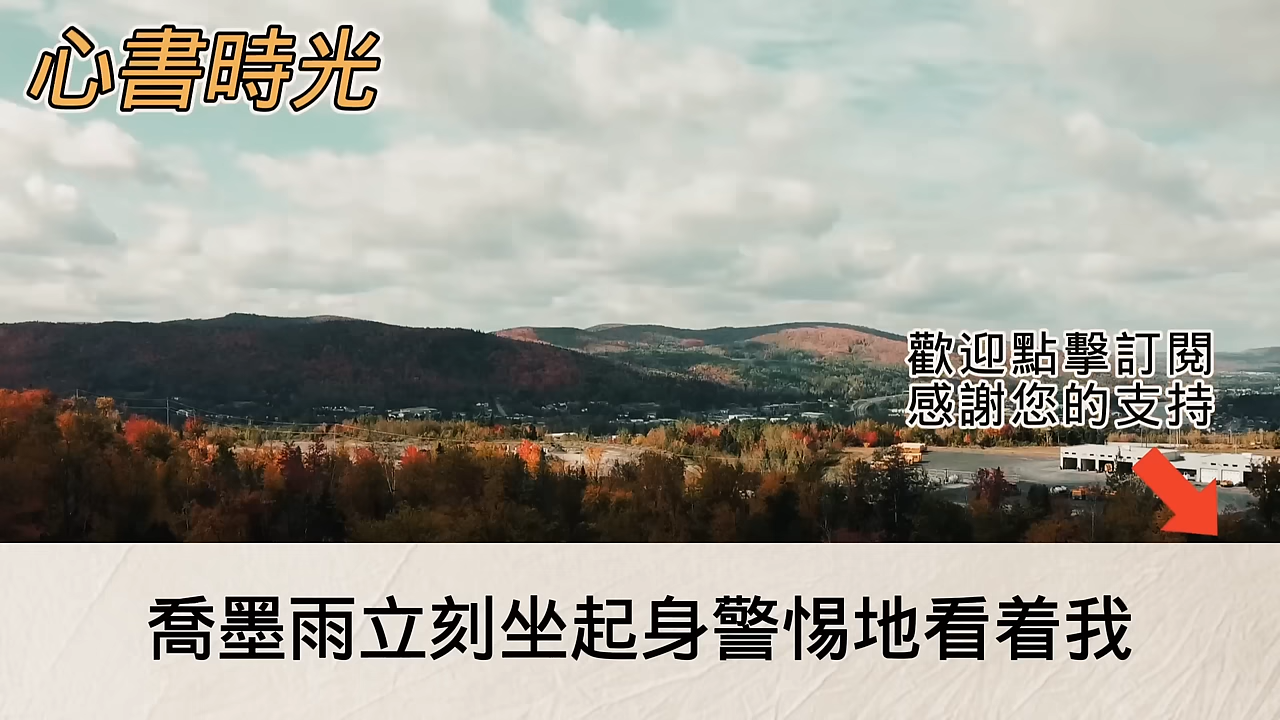 心書時光
歡迎點擊訂閱
感謝您的支持
喬墨雨立刻坐起身警惕地看着我